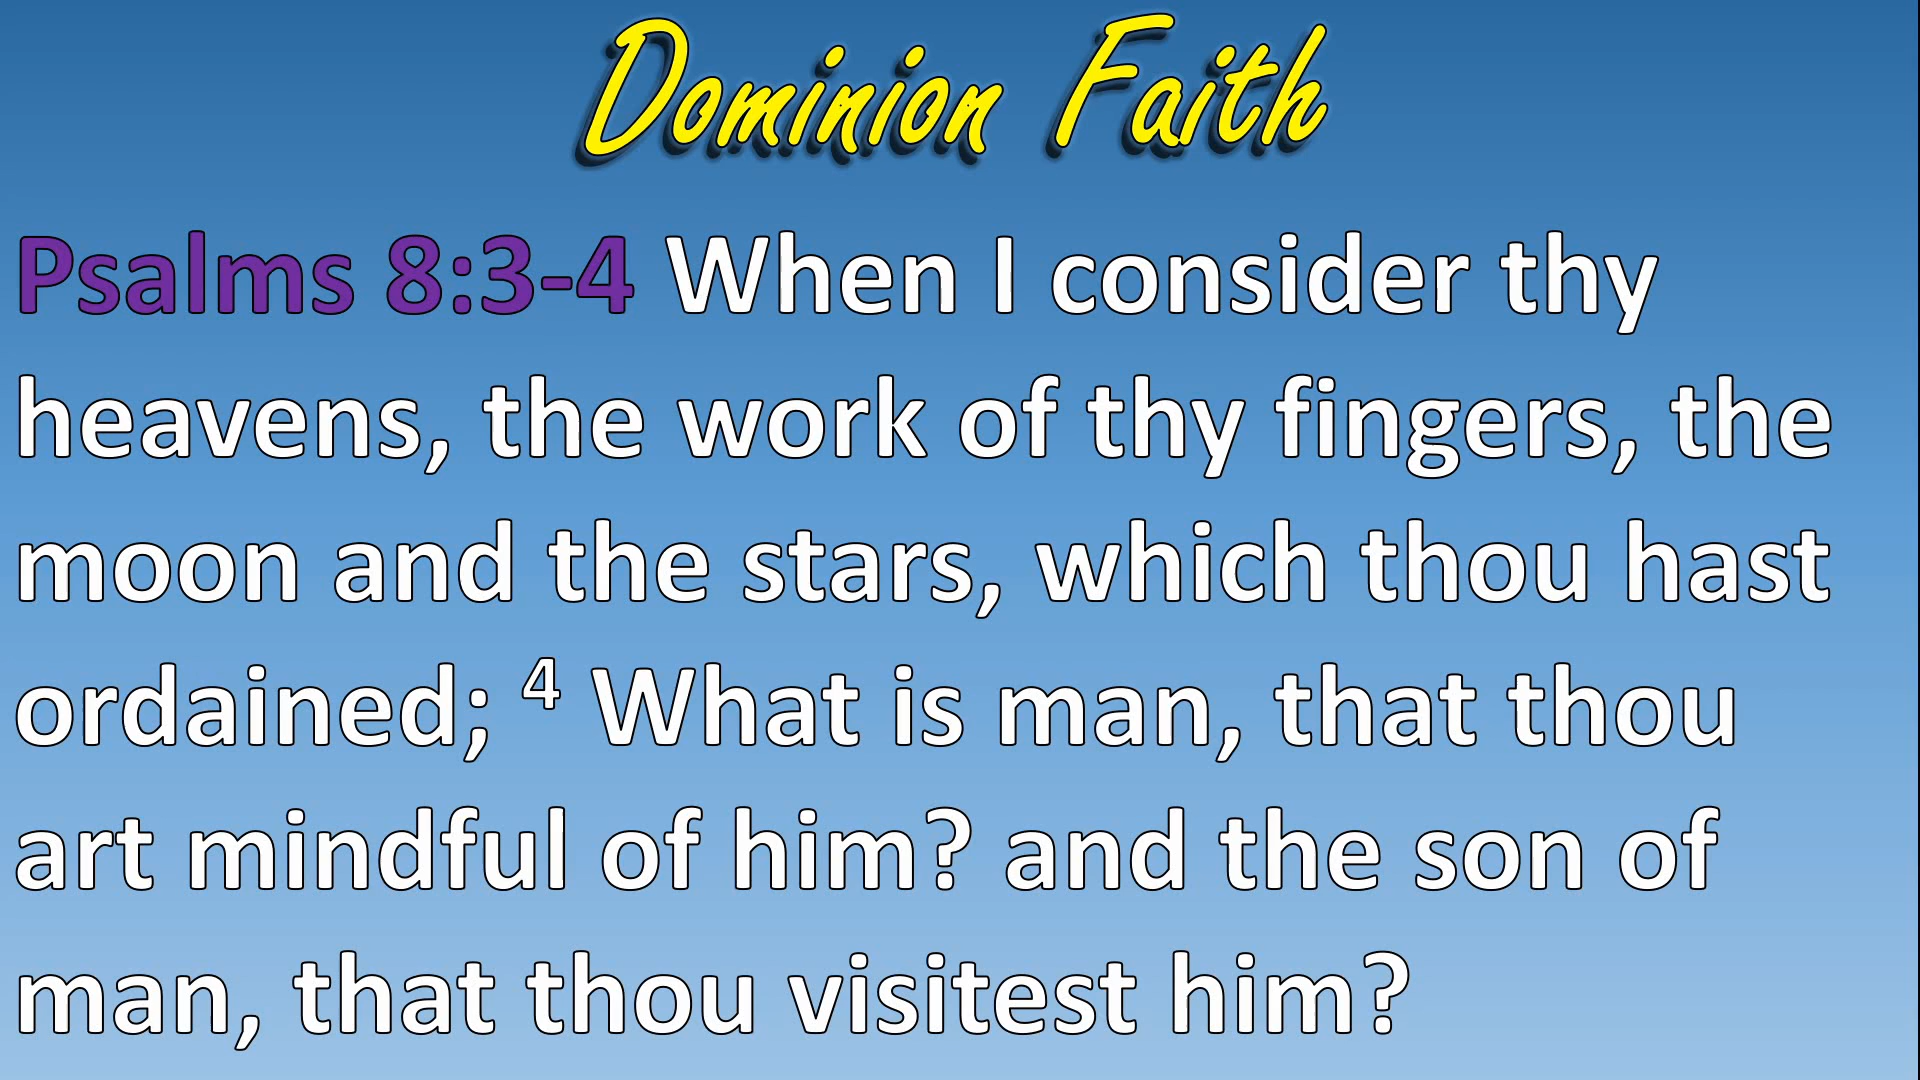 Dominion Faith
Psalms 8:3-4 When I consider thy
heavens, the work of thy fingers, the
moon and the stars, which thou hast
ordained; ⁴ What is man, that thou
art mindful of him? and the son of
man, that thou visitest him?